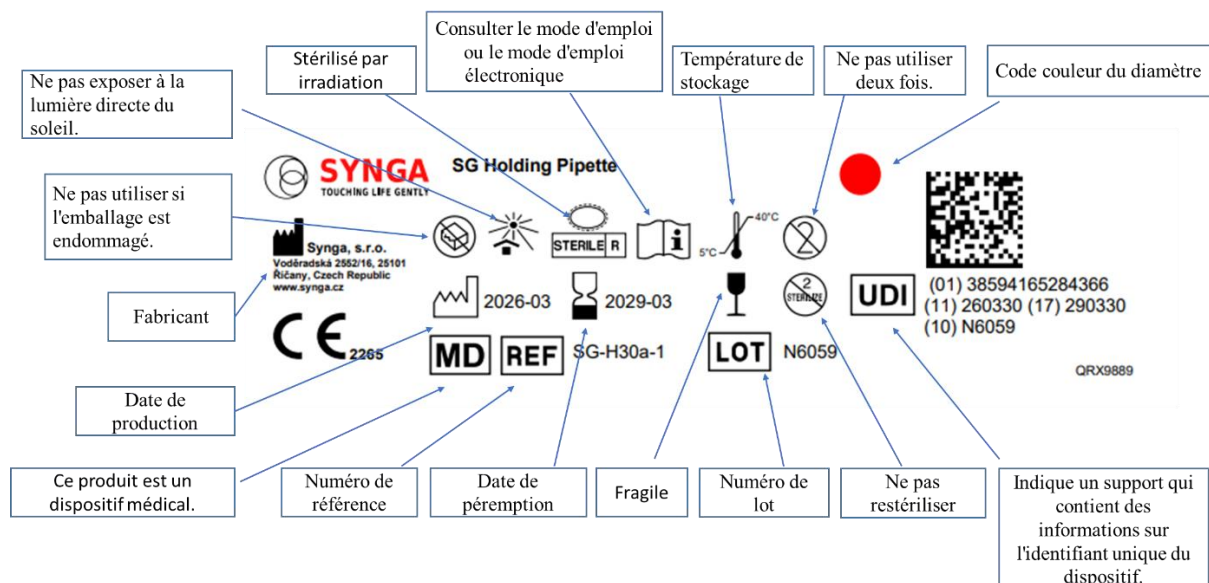 Consulter le mode d'emploi
ou le mode d'emploi
électronique
Stérilisé par
irradiation
Température de
stockage
Ne pas utiliser
deux fois.
Code couleur du diamètre
Ne pas exposer à la
lumière directe du
soleil.
SYNGA
TOUCHING LIFE GENTLY
SG Holding Pipette
Ne pas utiliser si
l'emballage est
endommagé.
STERILE R
i
5°C
40°C
2
Synga, s.r.o.
Voděradská 2552/16, 25101
Říčany, Czech Republic
www.synga.cz
2026-03
2029-03
2
STERILIZE
UDI
(01) 38594165284366
(11) 260330 (17) 290330
(10) N6059
Fabricant
CE 2265
MD
REF
SG-H30a-1
LOT
N6059
QRX9889
Date de
production
Ce produit est un
dispositif médical.
Numéro de
référence
Date de
péremption
Fragile
Numéro de
lot
Ne pas
restériliser
Indique un support qui
contient des
informations sur
l'identifiant unique du
dispositif.